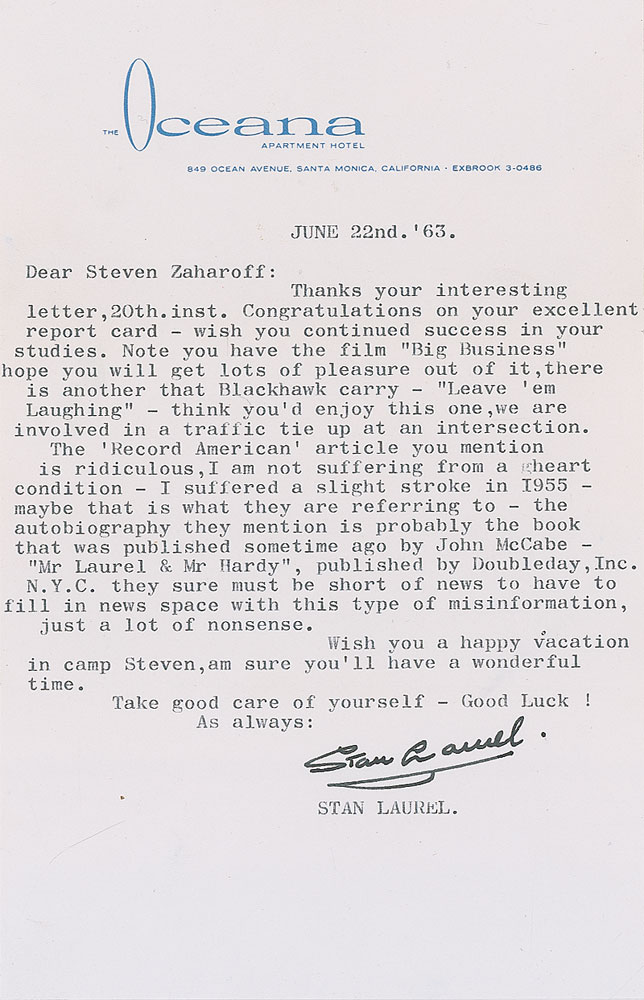 THE Oceana
APARTMENT HOTEL
849 OCEAN AVENUE, SANTA MONICA, CALIFORNIA · EXBROOK 3-0486
JUNE 22nd.'63.
Dear Steven Zaharoff:
Thanks your interesting
letter,20th.inst. Congratulations on your excellent
report card - wish you continued success in your
studies. Note you have the film "Big Business"
hope you will get lots of pleasure out of it,there
is another that Blackhawk carry - "Leave 'em
Laughing" - think you'd enjoy this one,we are
involved in a traffic tie up at an intersection.
The 'Record American' article you mention
is ridiculous,I am not suffering from a heart
condition - I suffered a slight stroke in I955 -
maybe that is what they are referring to - the
autobiography they mention is probably the book
that was published sometime ago by John McCabe -
"Mr Laurel & Mr Hardy", published by Doubleday,Inc.
N.Y.C. they sure must be short of news to have to
fill in news space with this type of misinformation,
just a lot of nonsense.
Wish you a happy vacation
in camp Steven,am sure you'll have a wonderful
time.
Take good care of yourself - Good Luck !
As always:
Stan Laurel.
STAN LAUREL.